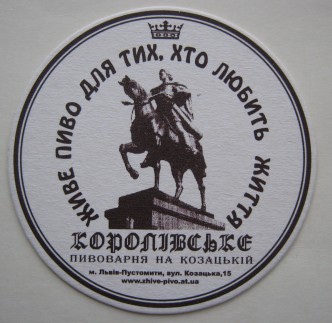 ЖИВЕ ПИВО ДЛЯ ТИХ, ХТО ЛЮБИТЬ ЖИТТЯ
КОРОЛІВСЬКЕ
ПИВОВАРНЯ НА КОЗАЦЬКІЙ
м. Львів-Пустомити, вул. Козацька,15
www.zhive-pivo.at.ua